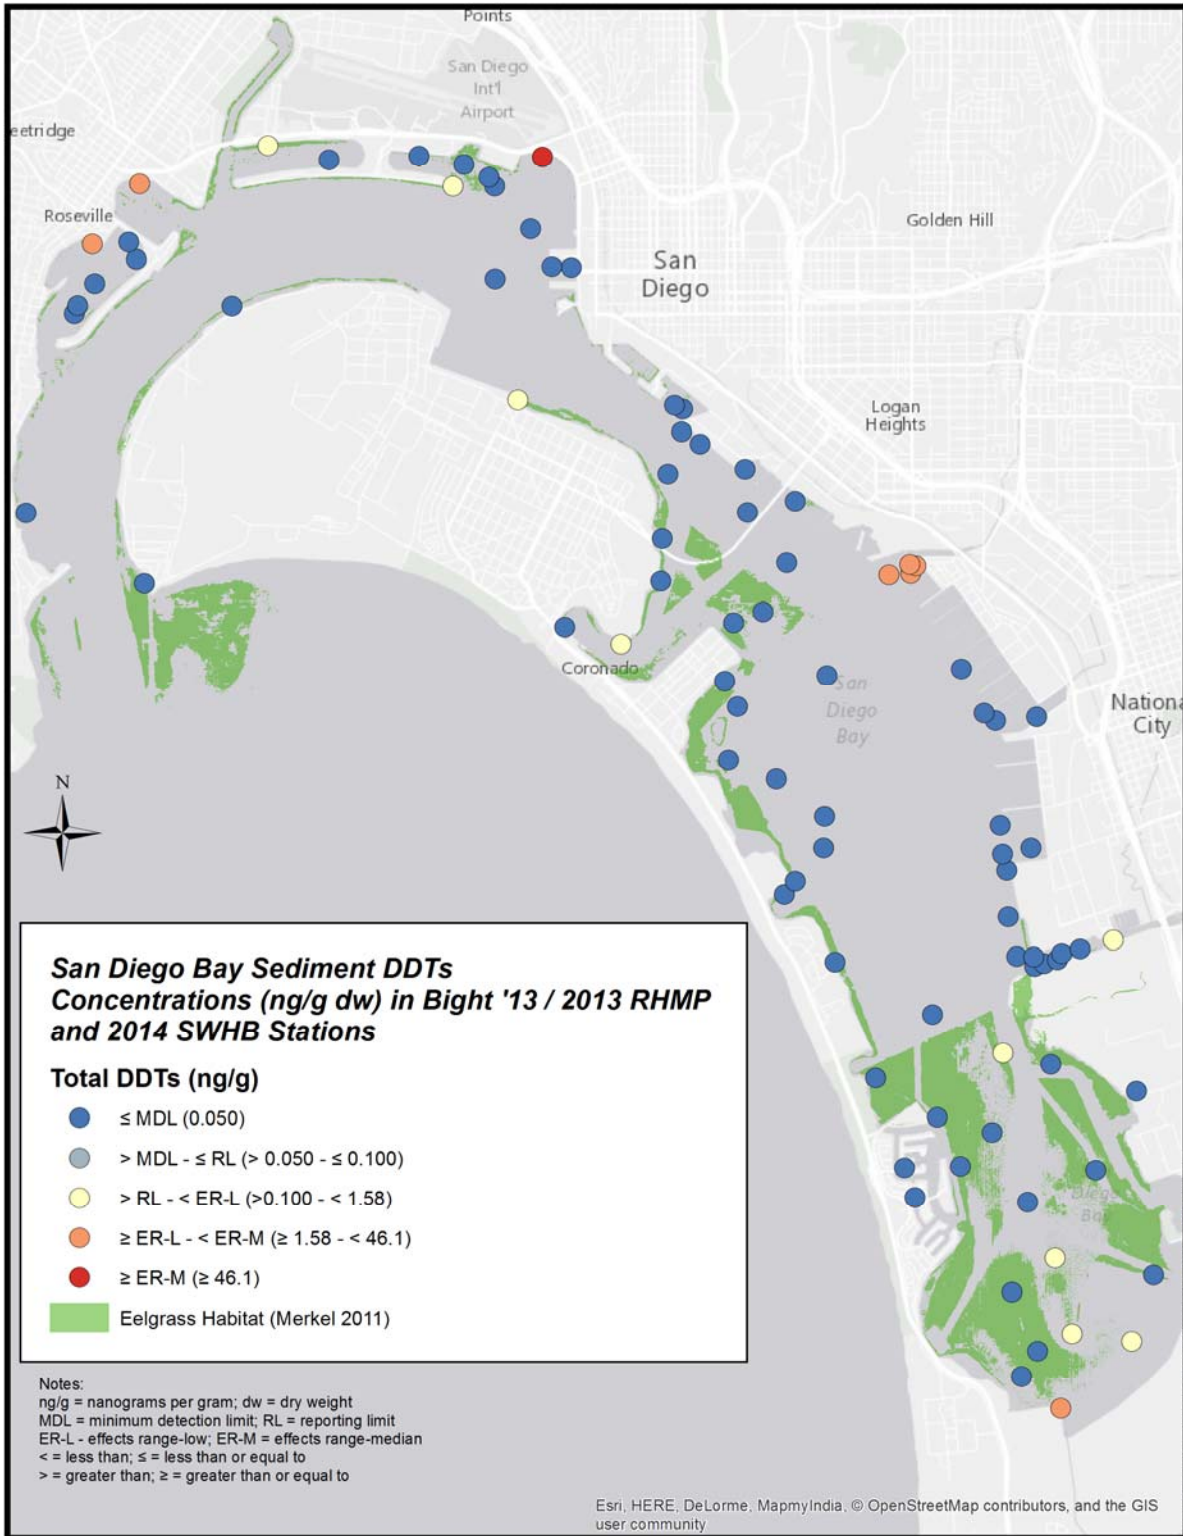 Points
San Diego
Int'l
Airport
eetridge
Roseville
Golden Hill
San
Diego
Logan
Heights
Coronado
San
Diego
Bay
Nationa
City
N
Diego
Bay
San Diego Bay Sediment DDTs
Concentrations (ng/g dw) in Bight '13 / 2013 RHMP
and 2014 SWHB Stations
Total DDTs (ng/g)
≤ MDL (0.050)
> MDL - ≤ RL (> 0.050 - ≤ 0.100)
> RL - < ER-L (>0.100 - < 1.58)
≥ ER-L - < ER-M (≥ 1.58 - < 46.1)
≥ ER-M (≥ 46.1)
Eelgrass Habitat (Merkel 2011)
Notes:
ng/g = nanograms per gram; dw = dry weight
MDL = minimum detection limit; RL = reporting limit
ER-L - effects range-low; ER-M = effects range-median
< = less than; ≤ = less than or equal to
> = greater than; ≥ = greater than or equal to
Esri, HERE, DeLorme, MapmyIndia, © OpenStreetMap contributors, and the GIS
user community